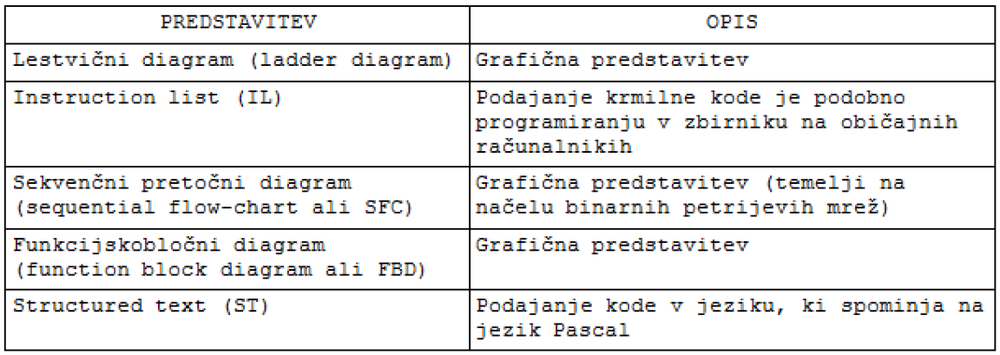 PREDSTAVITEV
OPIS
Lestvični diagram (ladder diagram)
Grafična predstavitev
Instruction list (IL)
Podajanje krmilne kode je podobno
programiranju v zbirniku na običajnih
računalnikih
Sekvenčni pretočni diagram
(sequential flow-chart ali SFC)
Grafična predstavitev (temelji na
načelu binarnih petrijevih mrež)
Funkcijskobločni diagram
(function block diagram ali FBD)
Grafična predstavitev
Structured text (ST)
Podajanje kode v jeziku, ki spominja na
jezik Pascal